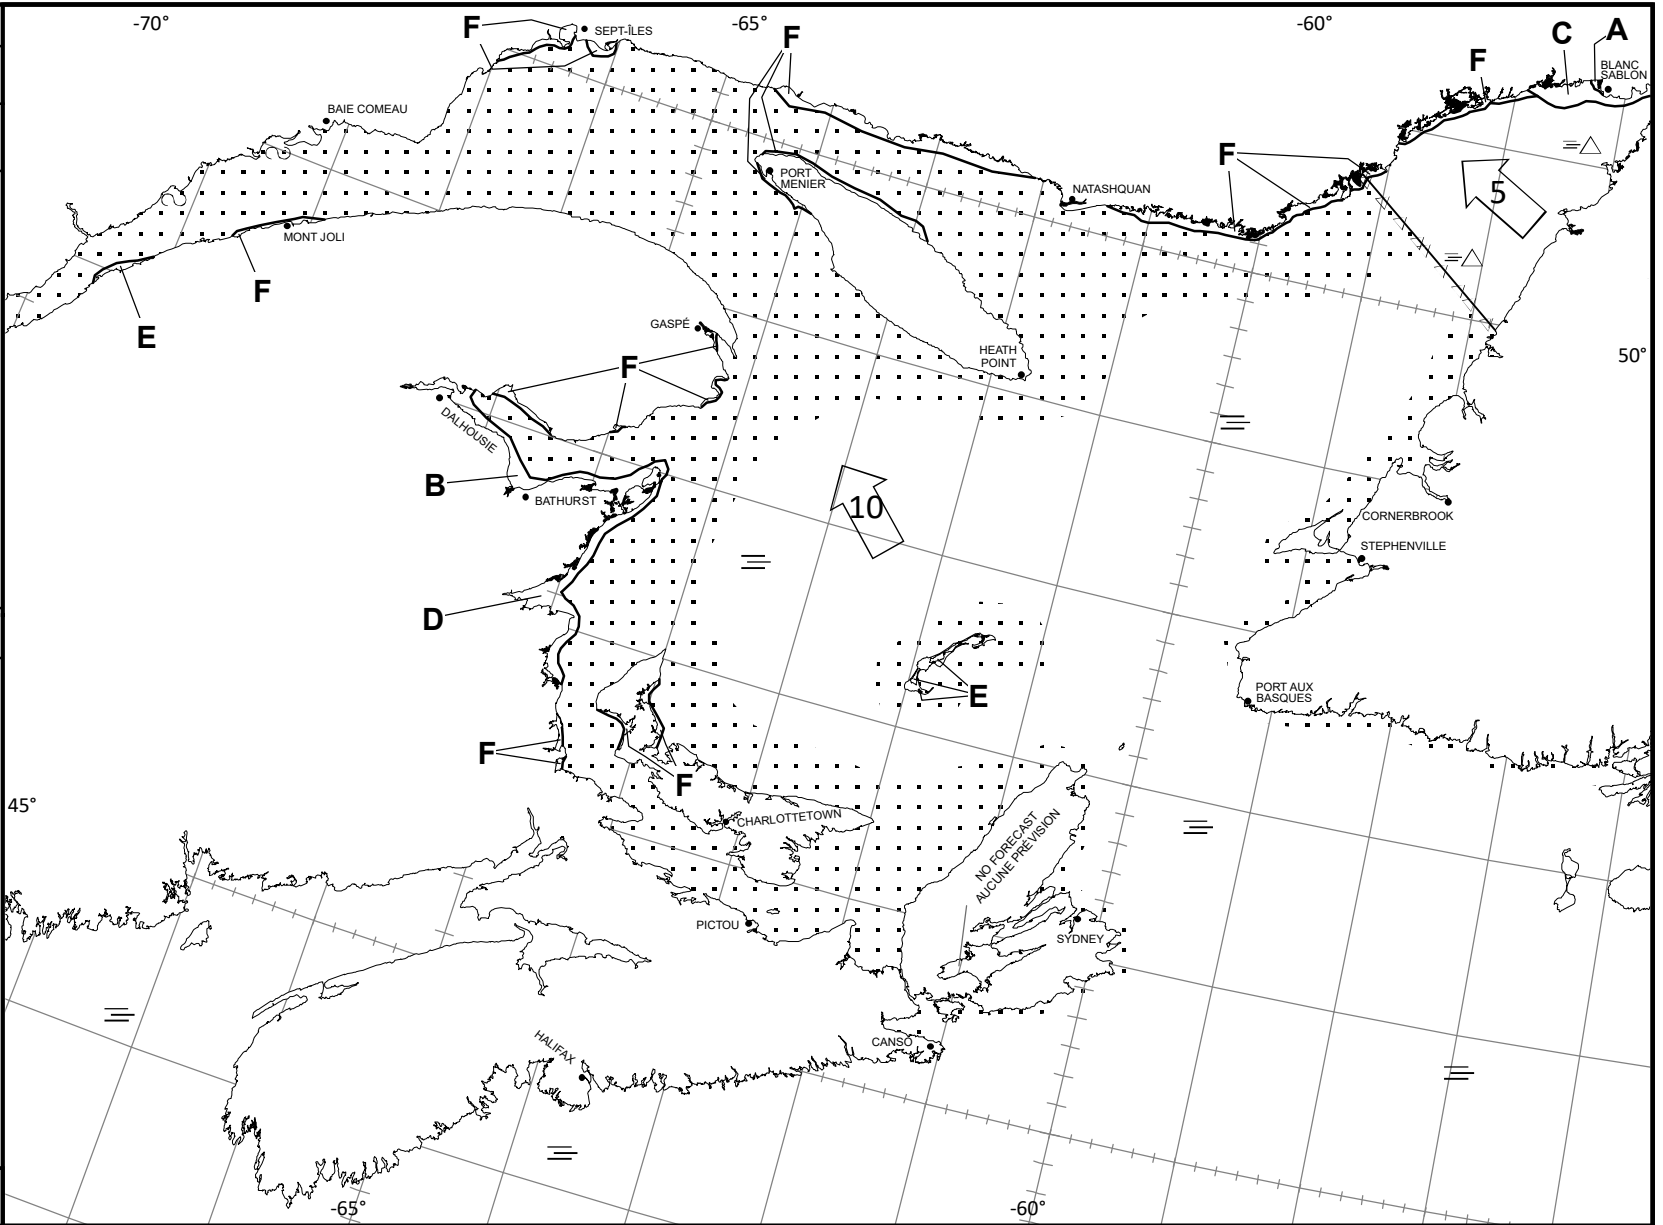 -70°
-65°
-60°
F
SEPT-ÎLES
F
C
A
F
BLANC
SABLON
BAIE COMEAU
F
PORT
MENIER
NATASHQUAN
5
MONT JOLI
F
E
GASPÉ
HEATH
POINT
50°
F
DALHOUSIE
B
BATHURST
10
CORNERBROOK
STEPHENVILLE
D
E
PORT AUX
BASQUES
F
F
45°
CHARLOTTETOWN
NO FORECAST
AUCUNE PRÉVISION
PICTOU
SYDNEY
HALIFAX
CANSO
-65°
-60°